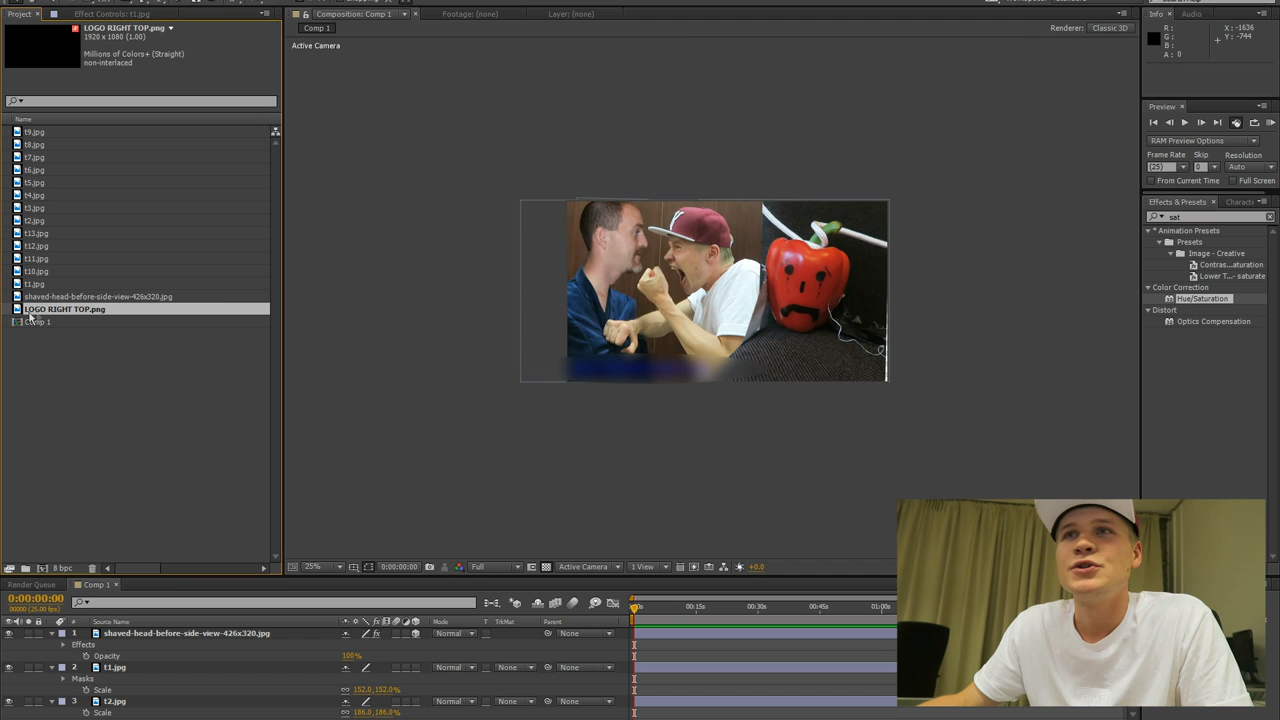 Project
Effect Controls: t1.jpg
Composition: Comp 1
Footage: (none)
Layer: (none)
Info
Audio
LOGO RIGHT TOP.png
1920 x 1080 (1.00)
Millions of Colors+ (Straight)
non-interlaced
Comp 1
Renderer:
Classic 3D
Active Camera
R :
G :
B :
A : 0
X : -1636
Y : -744
Preview
RAM Preview Options
Frame Rate
Skip
Resolution
(25)
0
Auto
From Current Time
Full Screen
Effects & Presets
sat
* Animation Presets
Presets
Image - Creative
Contras...aturation
Lower T... - saturate
Color Correction
Hue/Saturation
Distort
Optics Compensation
Name
t9.jpg
t8.jpg
t7.jpg
t6.jpg
t5.jpg
t4.jpg
t3.jpg
t2.jpg
t13.jpg
t12.jpg
t11.jpg
t10.jpg
t1.jpg
shaved-head-before-side-view-426x320.jpg
LOGO RIGHT TOP.png
Comp 1
8 bpc
25%
0:00:00:00
Full
Active Camera
1 View
+0.0
Render Queue
Comp 1
0:00:00:00
00000 (25.00 fps)
00:15s
00:30s
00:45s
01:00s
#
Source Name
Mode
T
TrkMat
Parent
1
shaved-head-before-side-view-426x320.jpg
Normal
None
Effects
Opacity
100%
2
t1.jpg
Normal
None
None
Masks
Scale
152.0,152.0%
3
t2.jpg
Normal
None
None
Scale
186.0,186.0%